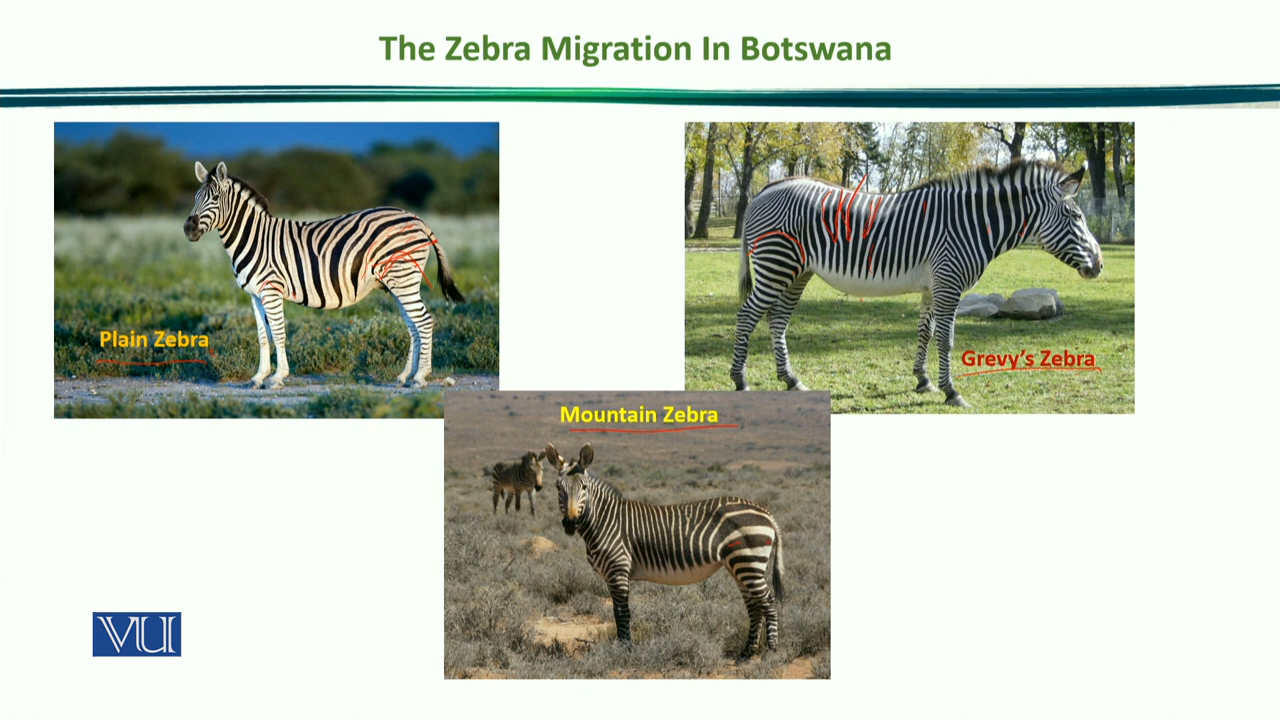 The Zebra Migration In Botswana
Plain Zebra
Grevy's Zebra
Mountain Zebra
VU